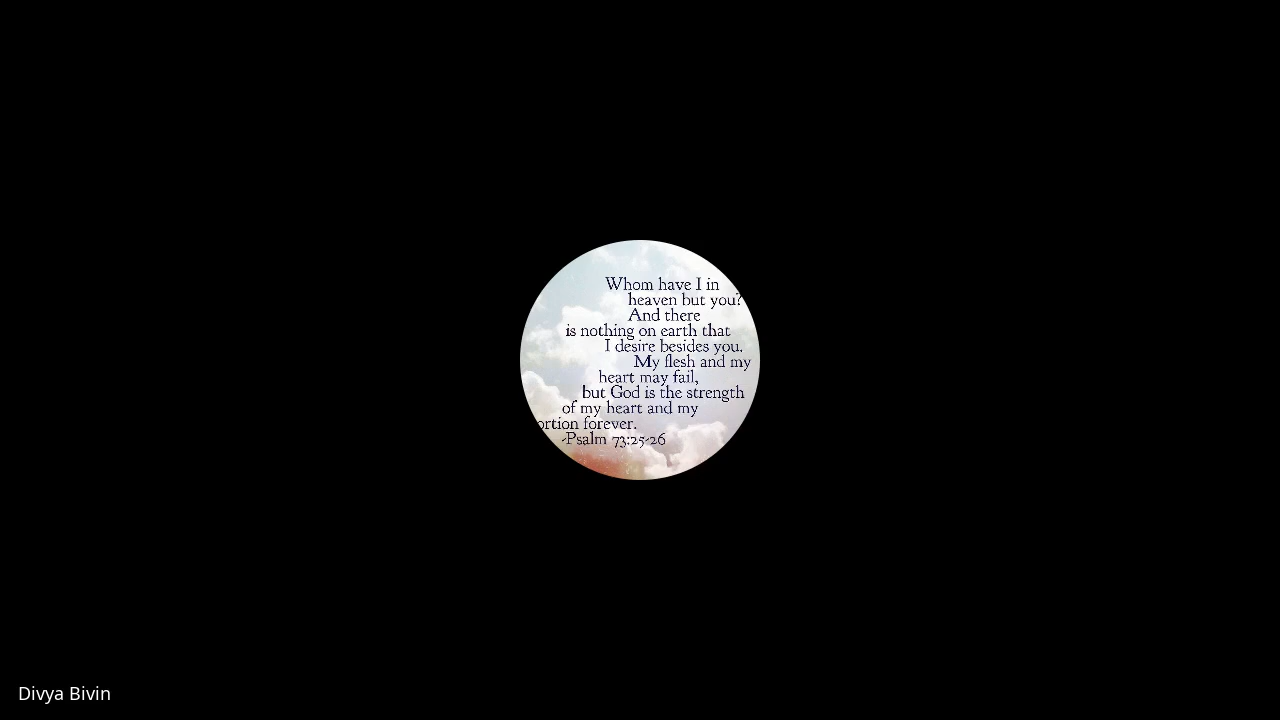 Whom have I in
heaven but you?
And there
is nothing on earth that
I desire besides you.
My flesh and my
heart may fail,
but God is the strength
of my heart and my
ortion forever.
-Psalm 73:25-26
Divya Bivin